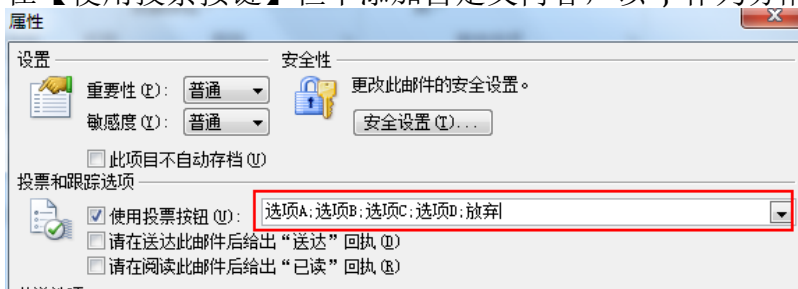 属性
设置
安全性
重要性(P): 普通
更改此邮件的安全设置。
敏感度(Y): 普通
安全设置(T)...
此项目不自动存档(U)
投票和跟踪选项
使用投票按钮(U): 选项A;选项B;选项C;选项D;放弃
请在送达此邮件后给出“送达”回执(D)
请在阅读此邮件后给出“已读”回执(R)